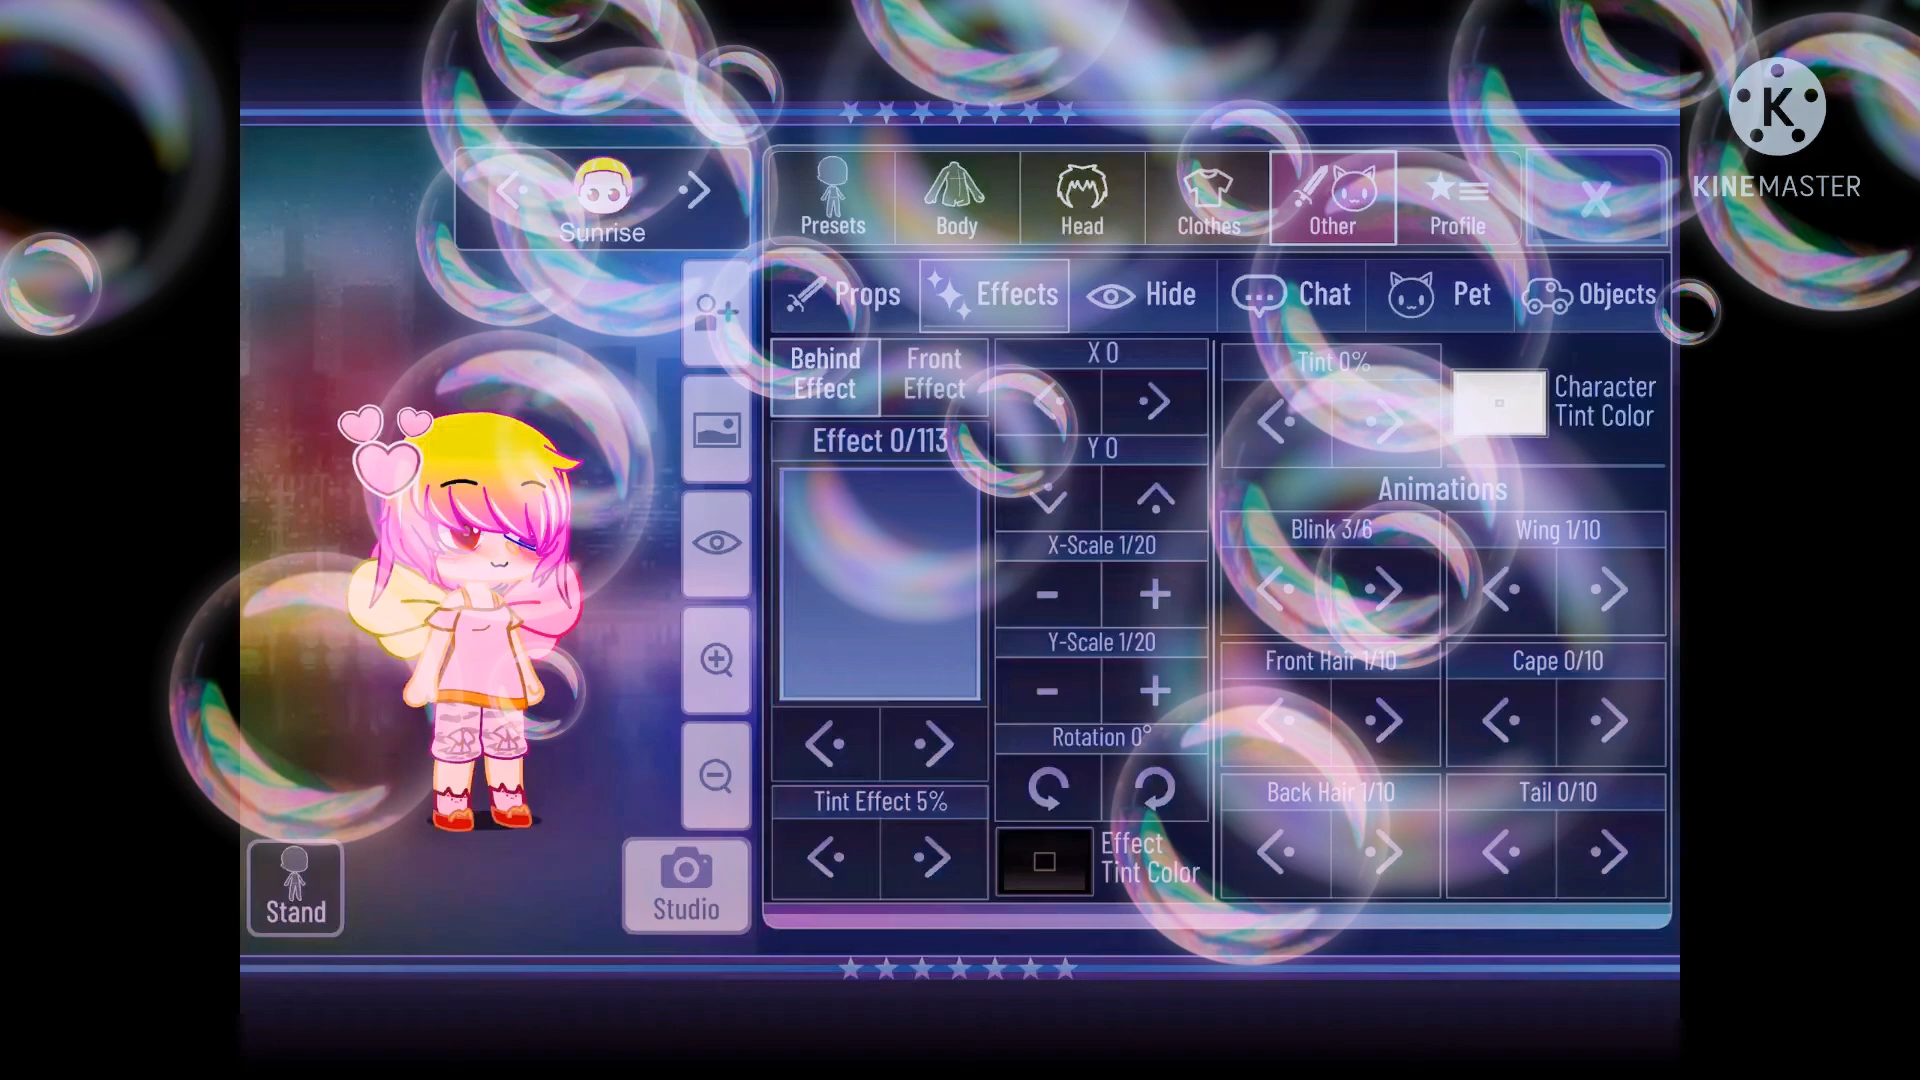 K
KINEMASTER
Sunrise
Presets
Body
Head
Clothes
Other
Profile
X
Props
Effects
Hide
Chat
Pet
Objects
Behind
Effect
Front
Effect
X 0
Tint 0%
Character
Tint Color
Effect 0/113
Y 0
Animations
Blink 3/6
Wing 1/10
X-Scale 1/20
Y-Scale 1/20
Front Hair 1/10
Cape 0/10
Rotation 0°
Tint Effect 5%
Back Hair 1/10
Tail 0/10
Effect
Tint Color
Stand
Studio